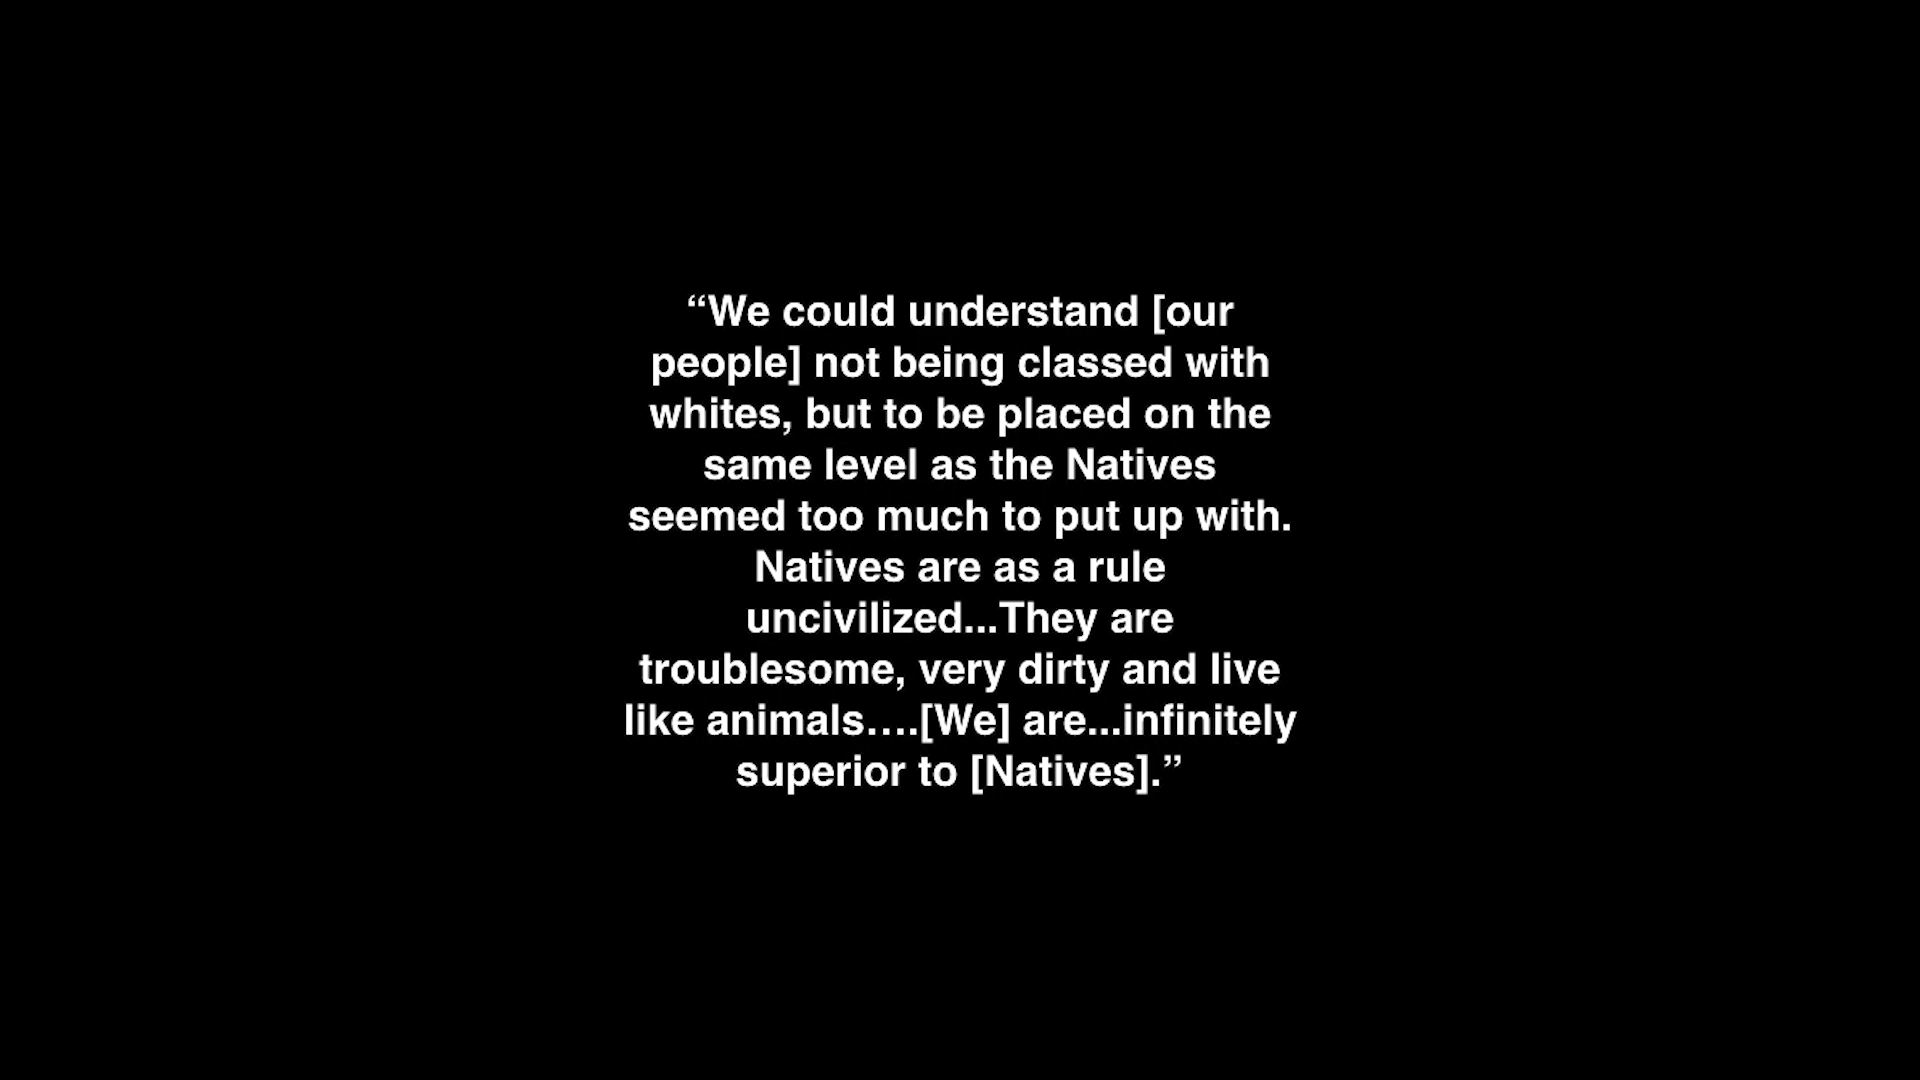 “We could understand [our
people] not being classed with
whites, but to be placed on the
same level as the Natives
seemed too much to put up with.
Natives are as a rule
uncivilized...They are
troublesome, very dirty and live
like animals….[We] are...infinitely
superior to [Natives].”